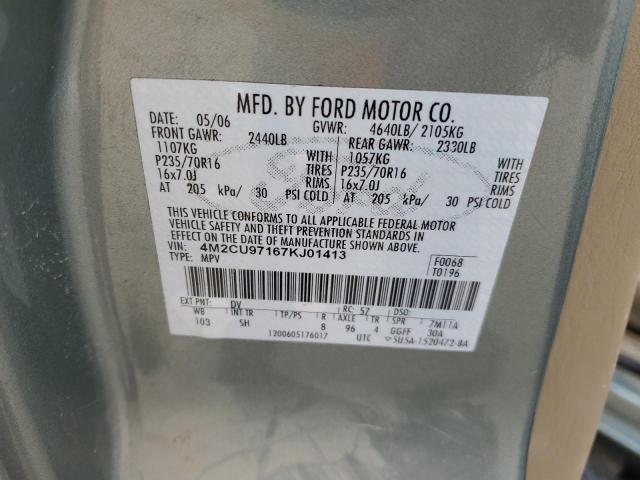 MFD. BY FORD MOTOR CO.
DATE: 05/06 GVWR: 4640LB/ 2105KG
FRONT GAWR: 2440LB REAR GAWR: 2330LB
1107KG WITH 1057KG WITH
P235/70R16 TIRES P235/70R16 TIRES
16x7.0J RIMS 16x7.0J RIMS
AT 205 kPa/ 30 PSI COLD AT 205 kPa/ 30 PSI COLD
THIS VEHICLE CONFORMS TO ALL APPLICABLE FEDERAL MOTOR
VEHICLE SAFETY AND THEFT PREVENTION STANDARDS IN
EFFECT ON THE DATE OF MANUFACTURE SHOWN ABOVE.
VIN: 4M2CU97167KJ01413 F0068
TYPE: MPV T0196
EXT PNT: DV RC: 52 DSO:
WB INT TR TP/PS R AXLE TR SPR
103 SH 8 96 4 GGFF 30A
1200605176017 UTC 5U5A-1520472-BA